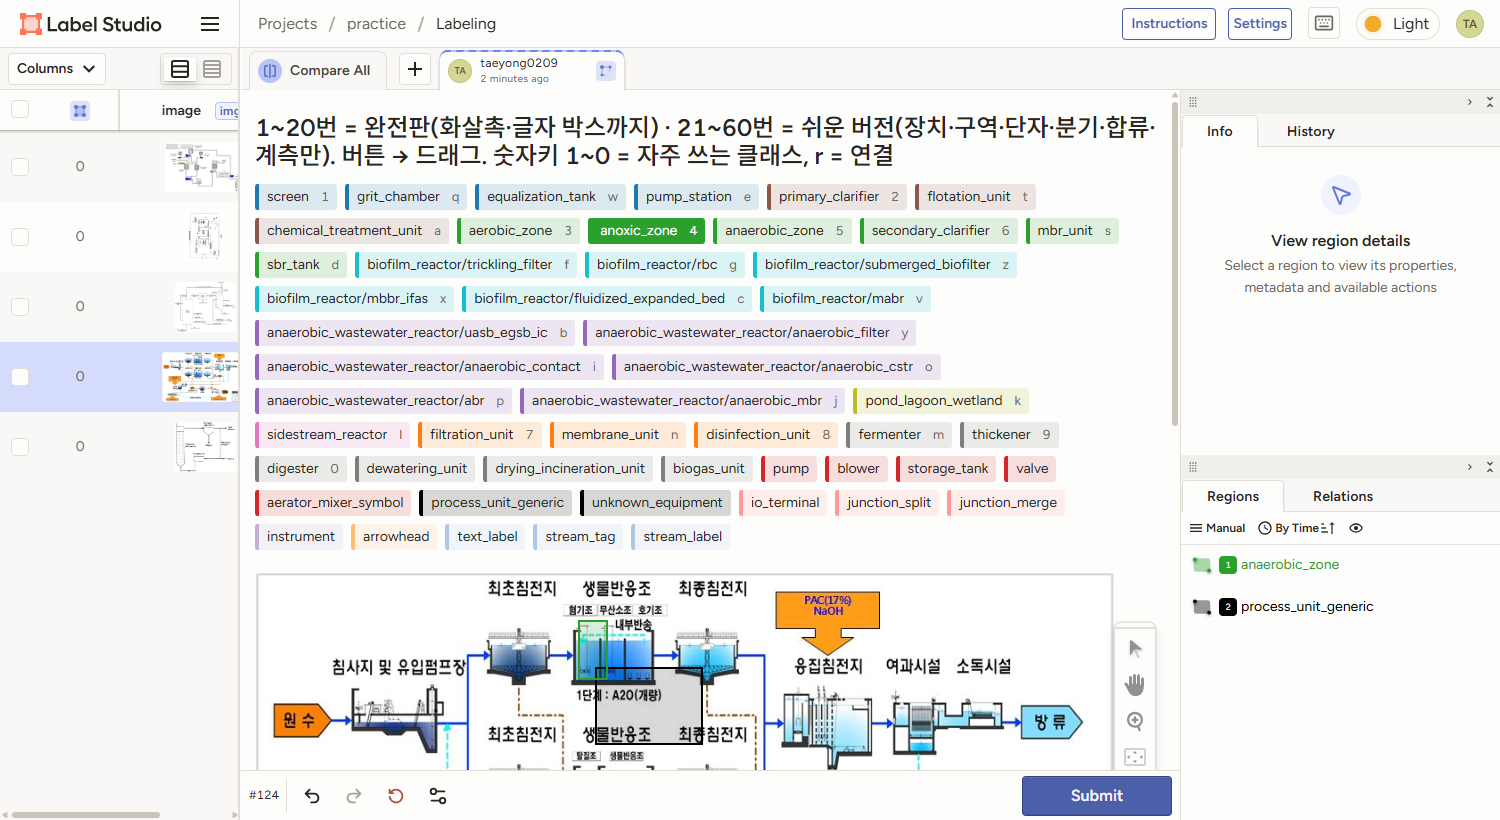 Label Studio
Projects / practice / Labeling
Instructions
Settings
Light
TA
Columns
Compare All
TA
taeyong0209
2 minutes ago
image
img
0
0
0
0
0
1~20번 = 완전판(화살촉·글자 박스까지) · 21~60번 = 쉬운 버전(장치·구역·단자·분기·합류·
계측만). 버튼 → 드래그. 숫자키 1~0 = 자주 쓰는 클래스, r = 연결
screen 1 grit_chamber q equalization_tank w pump_station e primary_clarifier 2 flotation_unit t
chemical_treatment_unit a aerobic_zone 3 anoxic_zone 4 anaerobic_zone 5 secondary_clarifier 6 mbr_unit s
sbr_tank d biofilm_reactor/trickling_filter f biofilm_reactor/rbc g biofilm_reactor/submerged_biofilter z
biofilm_reactor/mbbr_ifas x biofilm_reactor/fluidized_expanded_bed c biofilm_reactor/mabr v
anaerobic_wastewater_reactor/uasb_egsb_ic b anaerobic_wastewater_reactor/anaerobic_filter y
anaerobic_wastewater_reactor/anaerobic_contact i anaerobic_wastewater_reactor/anaerobic_cstr o
anaerobic_wastewater_reactor/abr p anaerobic_wastewater_reactor/anaerobic_mbr j pond_lagoon_wetland k
sidestream_reactor l filtration_unit 7 membrane_unit n disinfection_unit 8 fermenter m thickener 9
digester 0 dewatering_unit drying_incineration_unit biogas_unit pump blower storage_tank valve
aerator_mixer_symbol process_unit_generic unknown_equipment io_terminal junction_split junction_merge
instrument arrowhead text_label stream_tag stream_label
최초침전지 생물반응조 최종침전지
혐기조 무산소조 호기조
내부반송
PAC(17%)
NaOH
침사지 및 유입펌프장
응집침전지 여과시설 소독시설
1단계 : A2O(개량)
원 수
방 류
최초침전지 생물반응조 최종침전지
탈질조 생물반응조
#124
Submit
Info
History
View region details
Select a region to view its properties,
metadata and available actions
Regions
Relations
Manual
By Time
1 anaerobic_zone
2 process_unit_generic